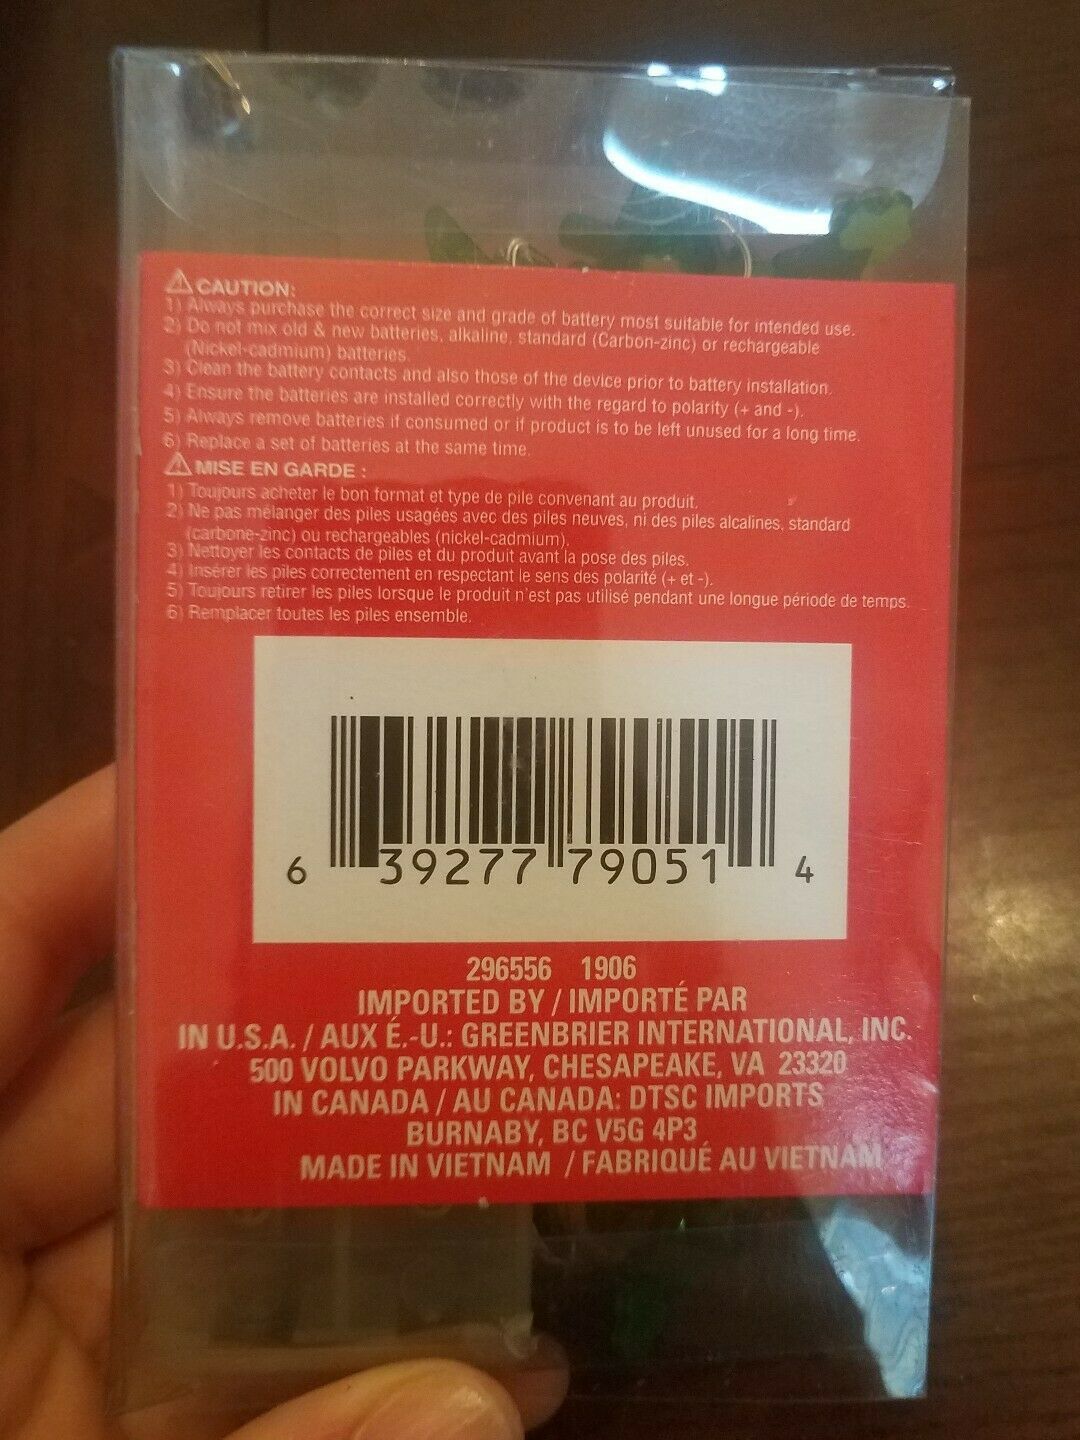 ⚠ CAUTION:
1) Always purchase the correct size and grade of battery most suitable for intended use.
2) Do not mix old & new batteries, alkaline, standard (Carbon-zinc) or rechargeable
(Nickel-cadmium) batteries.
3) Clean the battery contacts and also those of the device prior to battery installation.
4) Ensure the batteries are installed correctly with the regard to polarity (+ and -).
5) Always remove batteries if consumed or if product is to be left unused for a long time.
6) Replace a set of batteries at the same time.
⚠ MISE EN GARDE :
1) Toujours acheter le bon format et type de pile convenant au produit.
2) Ne pas mélanger des piles usagées avec des piles neuves, ni des piles alcalines, standard
(carbone-zinc) ou rechargeables (nickel-cadmium).
3) Nettoyer les contacts de piles et du produit avant la pose des piles.
4) Insérer les piles correctement en respectant le sens des polarité (+ et -).
5) Toujours retirer les piles lorsque le produit n'est pas utilisé pendant une longue période de temps.
6) Remplacer toutes les piles ensemble.
6 39277 79051 4
296556 1906
IMPORTED BY / IMPORTÉ PAR
IN U.S.A. / AUX É.-U.: GREENBRIER INTERNATIONAL, INC.
500 VOLVO PARKWAY, CHESAPEAKE, VA 23320
IN CANADA / AU CANADA: DTSC IMPORTS
BURNABY, BC V5G 4P3
MADE IN VIETNAM / FABRIQUÉ AU VIETNAM